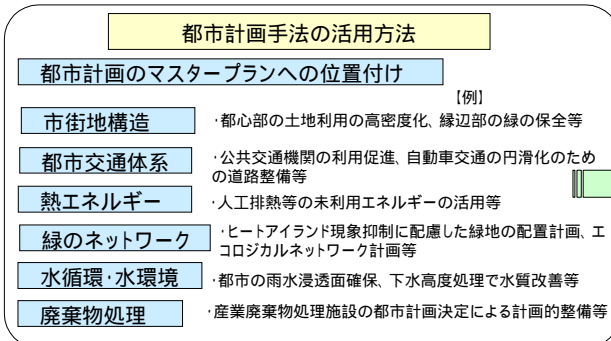 都市計画手法の活用方法
都市計画のマスタープランへの位置付け
【例】
市街地構造
・都心部の土地利用の高密度化、縁辺部の緑の保全等
都市交通体系
・公共交通機関の利用促進、自動車交通の円滑化のため
の道路整備等
熱エネルギー
・人工排熱等の未利用エネルギーの活用等
緑のネットワーク
・ヒートアイランド現象抑制に配慮した緑地の配置計画、エ
コロジカルネットワーク計画等
水循環・水環境
・都市の雨水浸透面確保、下水高度処理で水質改善等
廃棄物処理
・産業廃棄物処理施設の都市計画決定による計画的整備等